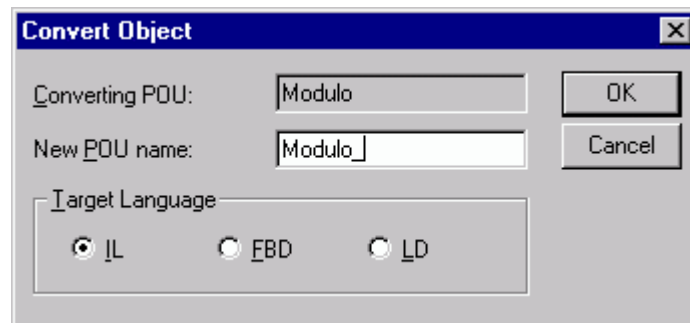 Convert Object
Converting POU: Modulo OK
New POU name: Modulo_ Cancel
Target Language
IL FBD LD